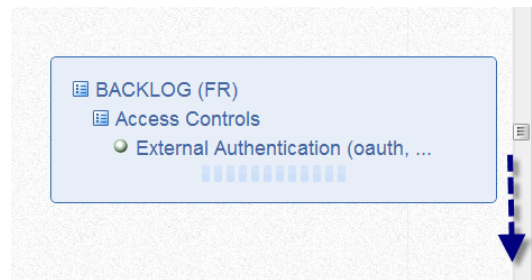 BACKLOG (FR)
Access Controls
External Authentication (oauth, ...